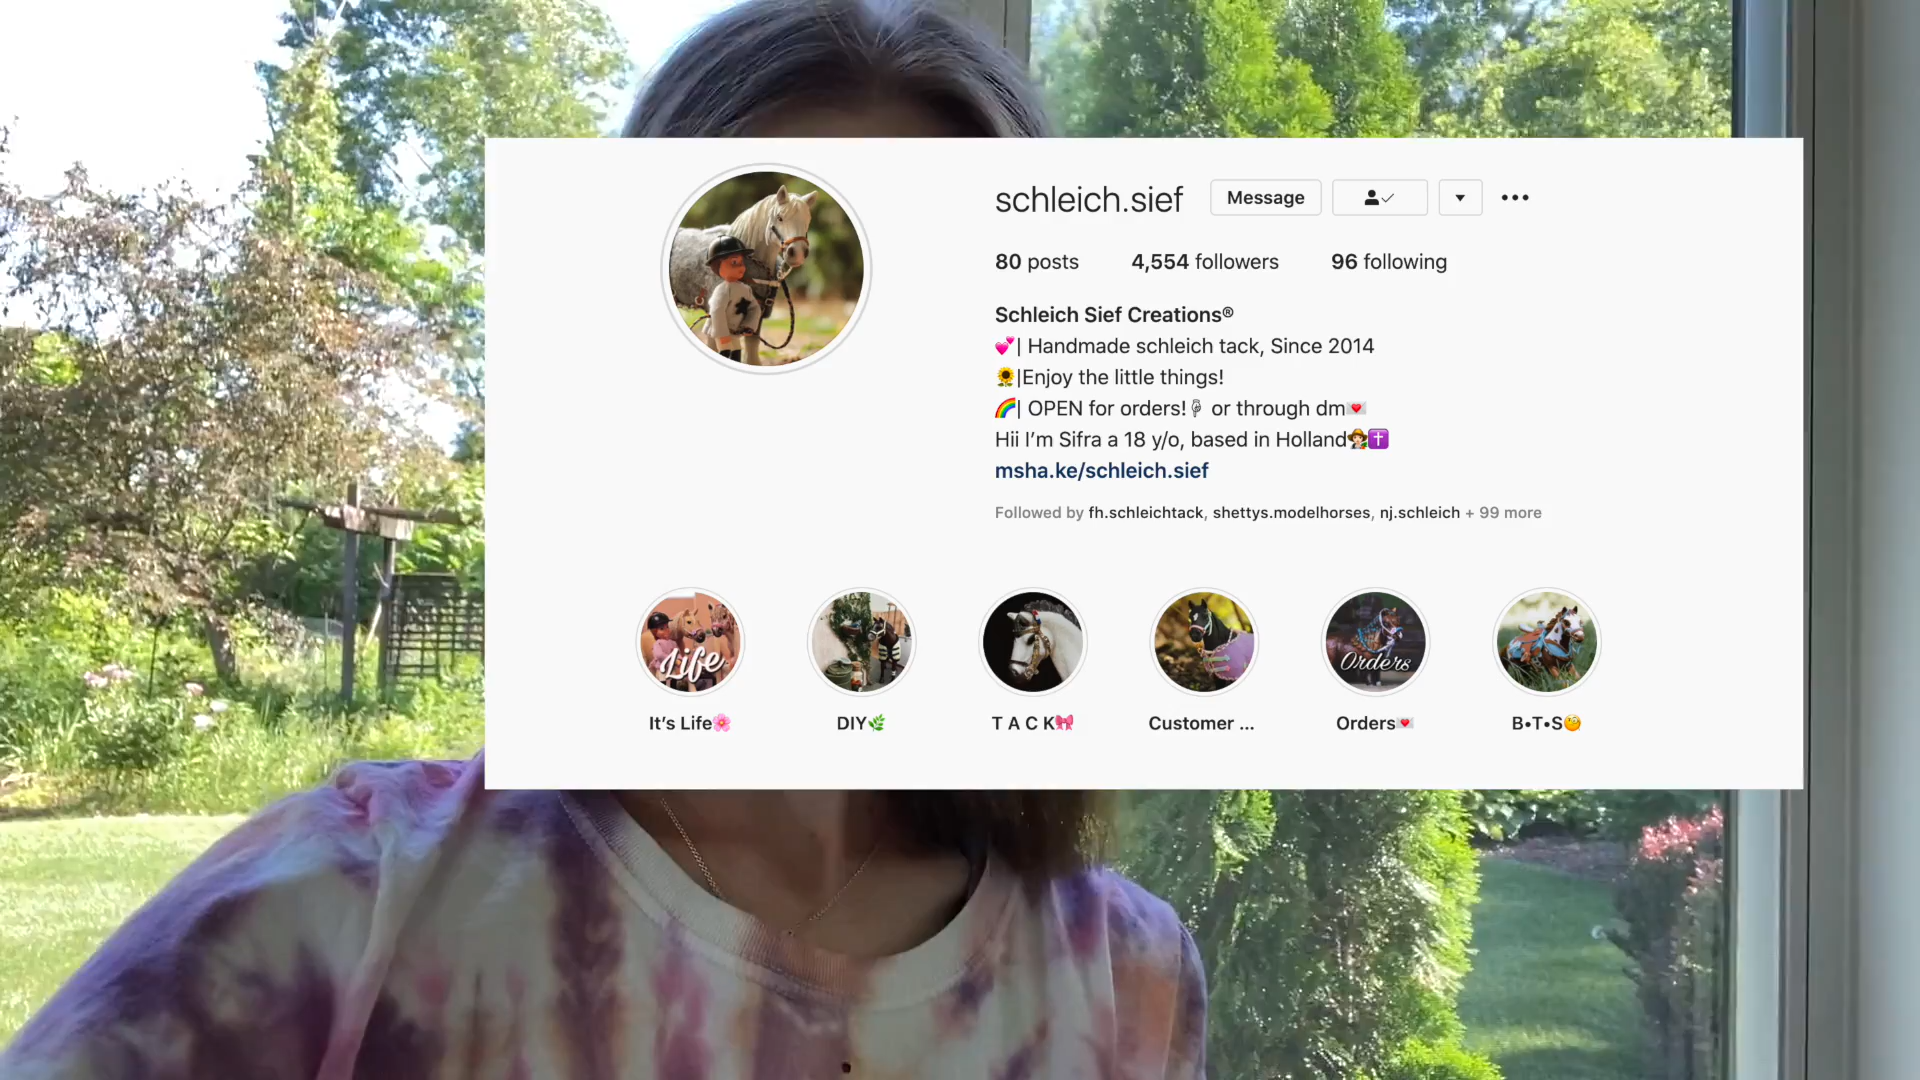 schleich.sief Message
80 posts 4,554 followers 96 following
Schleich Sief Creations®
💕| Handmade schleich tack, Since 2014
🌻|Enjoy the little things!
🌈| OPEN for orders!☟ or through dm💌
Hii I’m Sifra a 18 y/o, based in Holland👩🏻‍🌾✝️
msha.ke/schleich.sief
Followed by fh.schleichtack, shettys.modelhorses, nj.schleich + 99 more
Life Orders
It’s Life🌸 DIY🌿 T A C K🎀 Customer ... Orders💌 B•T•S🧐